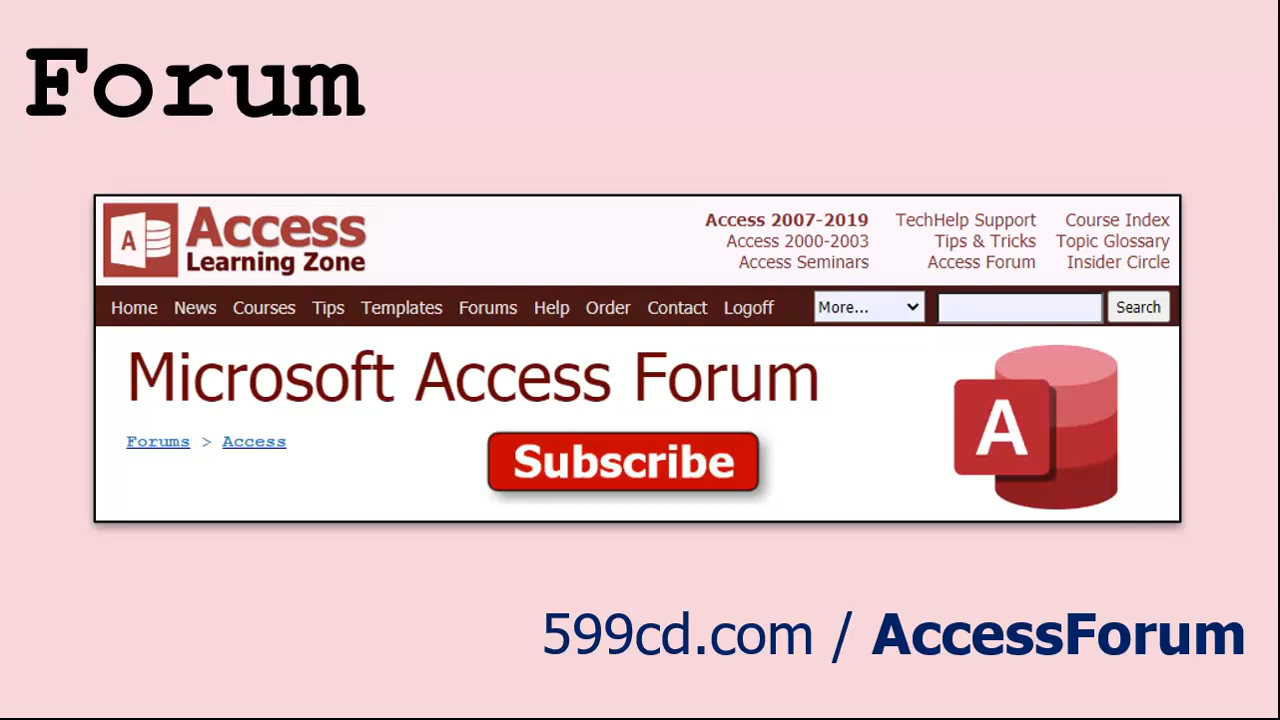 Forum
A
Access
Learning Zone
Access 2007-2019 TechHelp Support Course Index
Access 2000-2003 Tips & Tricks Topic Glossary
Access Seminars Access Forum Insider Circle
Home News Courses Tips Templates Forums Help Order Contact Logoff More... Search
Microsoft Access Forum
Forums > Access
Subscribe
A
599cd.com / AccessForum